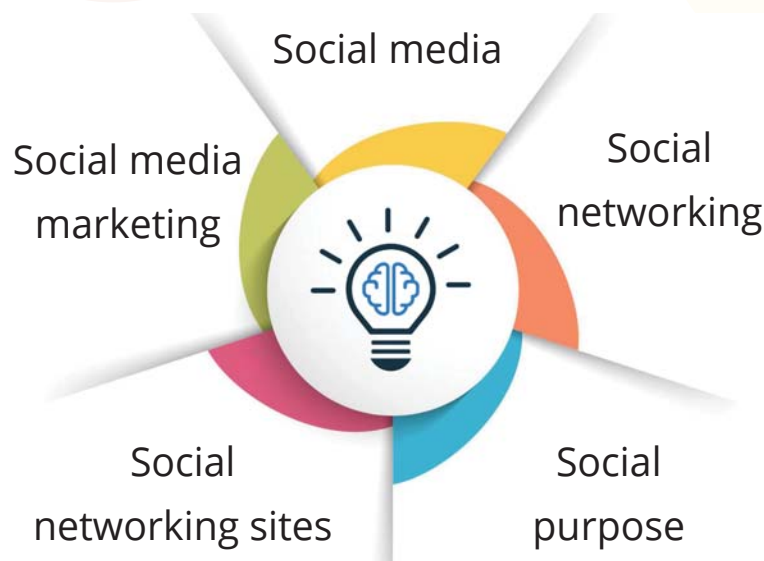 Social media
Social
networking
Social
purpose
Social
networking sites
Social media
marketing